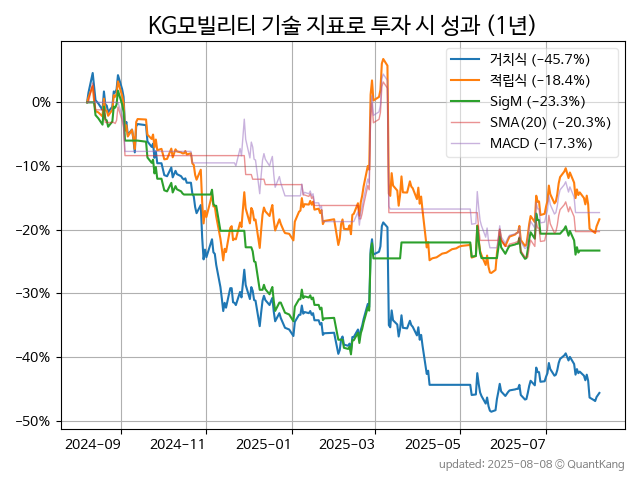 KG모빌리티 기술 지표로 투자 시 성과 (1년)
거치식 (−45.7%)
적립식 (−18.4%)
SigM (−23.3%)
SMA(20) (−20.3%)
MACD (−17.3%)
0%
−10%
−20%
−30%
−40%
−50%
2024-09 2024-11 2025-01 2025-03 2025-05 2025-07
updated: 2025-08-08 © QuantKang